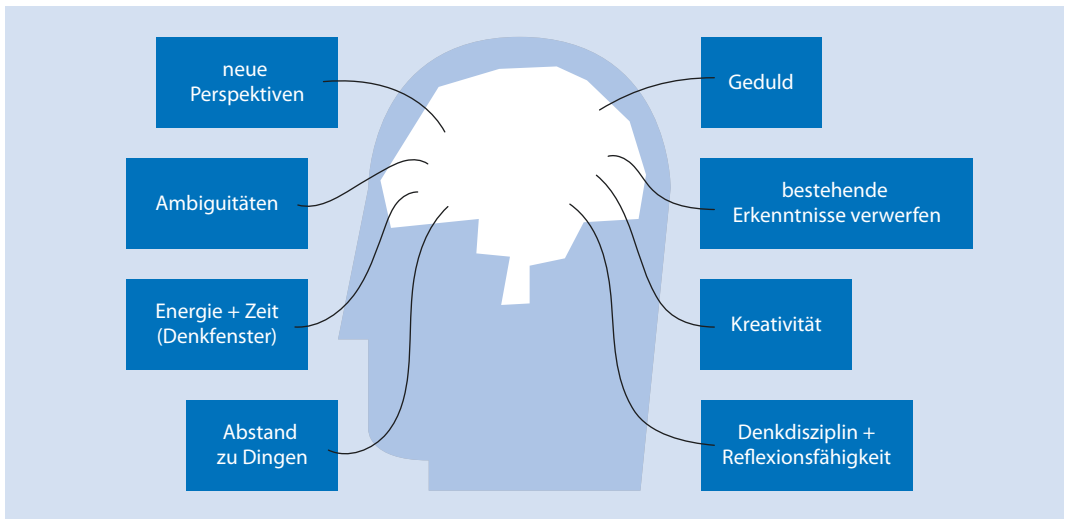 neue
Perspektiven
Ambiguitäten
Energie + Zeit
(Denkfenster)
Abstand
zu Dingen
Geduld
bestehende
Erkenntnisse verwerfen
Kreativität
Denkdisziplin +
Reflexionsfähigkeit